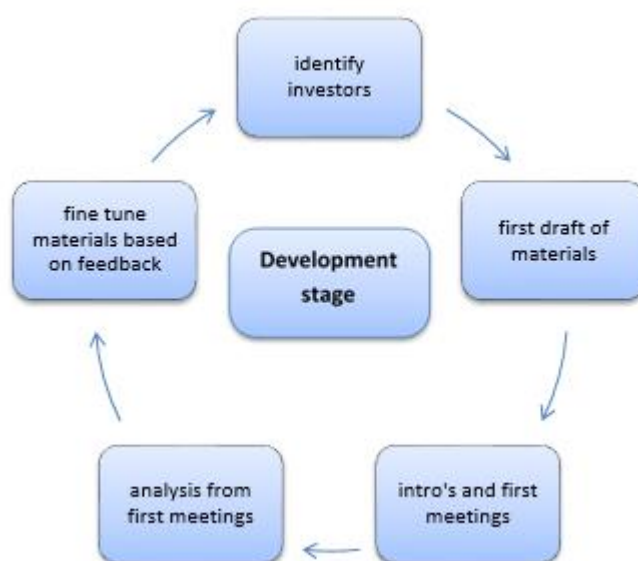 identify
investors
first draft of
materials
intro's and first
meetings
analysis from
first meetings
fine tune
materials based
on feedback
Development
stage